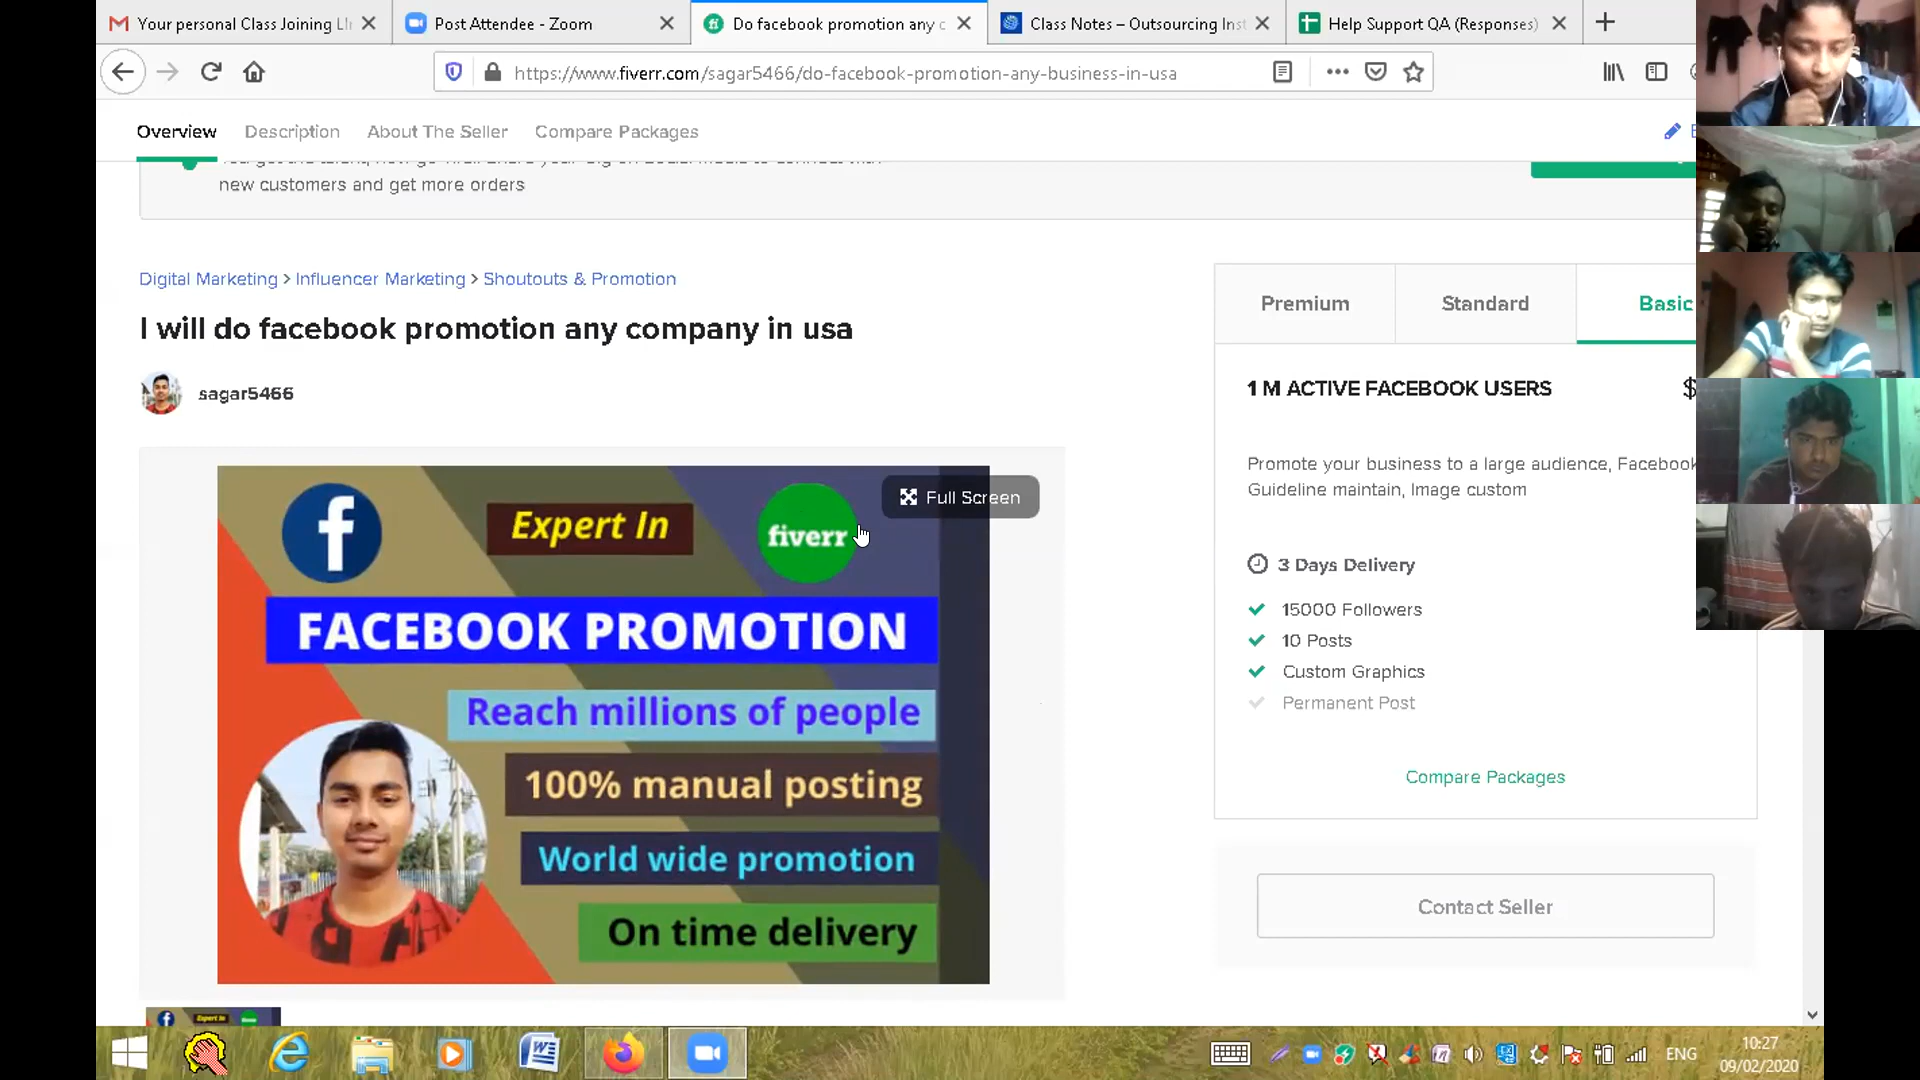 Your personal Class Joining LI
Post Attendee - Zoom
Do facebook promotion any c
Class Notes – Outsourcing Inst
Help Support QA (Responses)
https://www.fiverr.com/sagar5466/do-facebook-promotion-any-business-in-usa
Overview
Description
About The Seller
Compare Packages
new customers and get more orders
Digital Marketing > Influencer Marketing > Shoutouts & Promotion
I will do facebook promotion any company in usa
sagar5466
Full Screen
f
Expert In
fiverr
FACEBOOK PROMOTION
Reach millions of people
100% manual posting
World wide promotion
On time delivery
Premium
Standard
Basic
1 M ACTIVE FACEBOOK USERS
$
Promote your business to a large audience, Facebook
Guideline maintain, Image custom
3 Days Delivery
15000 Followers
10 Posts
Custom Graphics
Permanent Post
Compare Packages
Contact Seller
f Expert In
ENG
10:27
09/02/2020